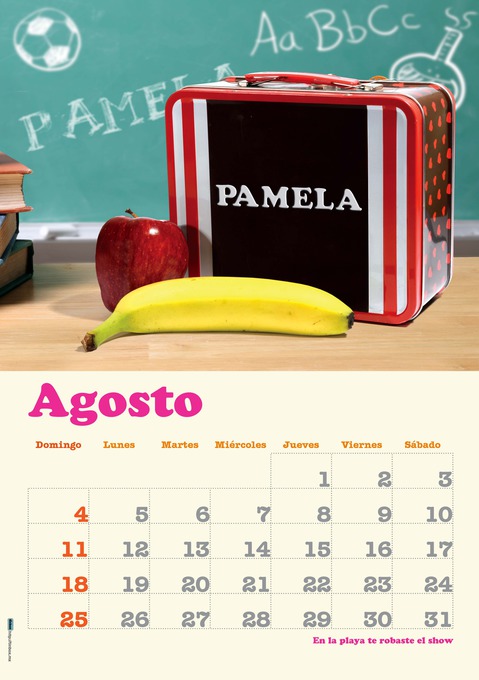 Aa Bb Cc
PAMELA
PAMELA
Agosto
Domingo Lunes Martes Miércoles Jueves Viernes Sábado
1 2 3
4 5 6 7 8 9 10
11 12 13 14 15 16 17
18 19 20 21 22 23 24
25 26 27 28 29 30 31
En la playa te robaste el show